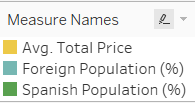 Measure Names
Avg. Total Price
Foreign Population (%)
Spanish Population (%)